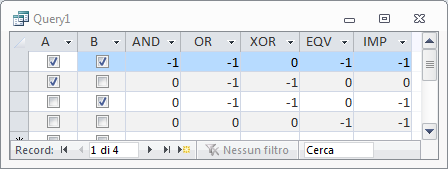 Query1
A B AND OR XOR EQV IMP
-1 -1 0 -1 -1
0 -1 -1 0 0
0 -1 -1 0 -1
0 0 0 -1 -1
Record: 1 di 4 Nessun filtro Cerca